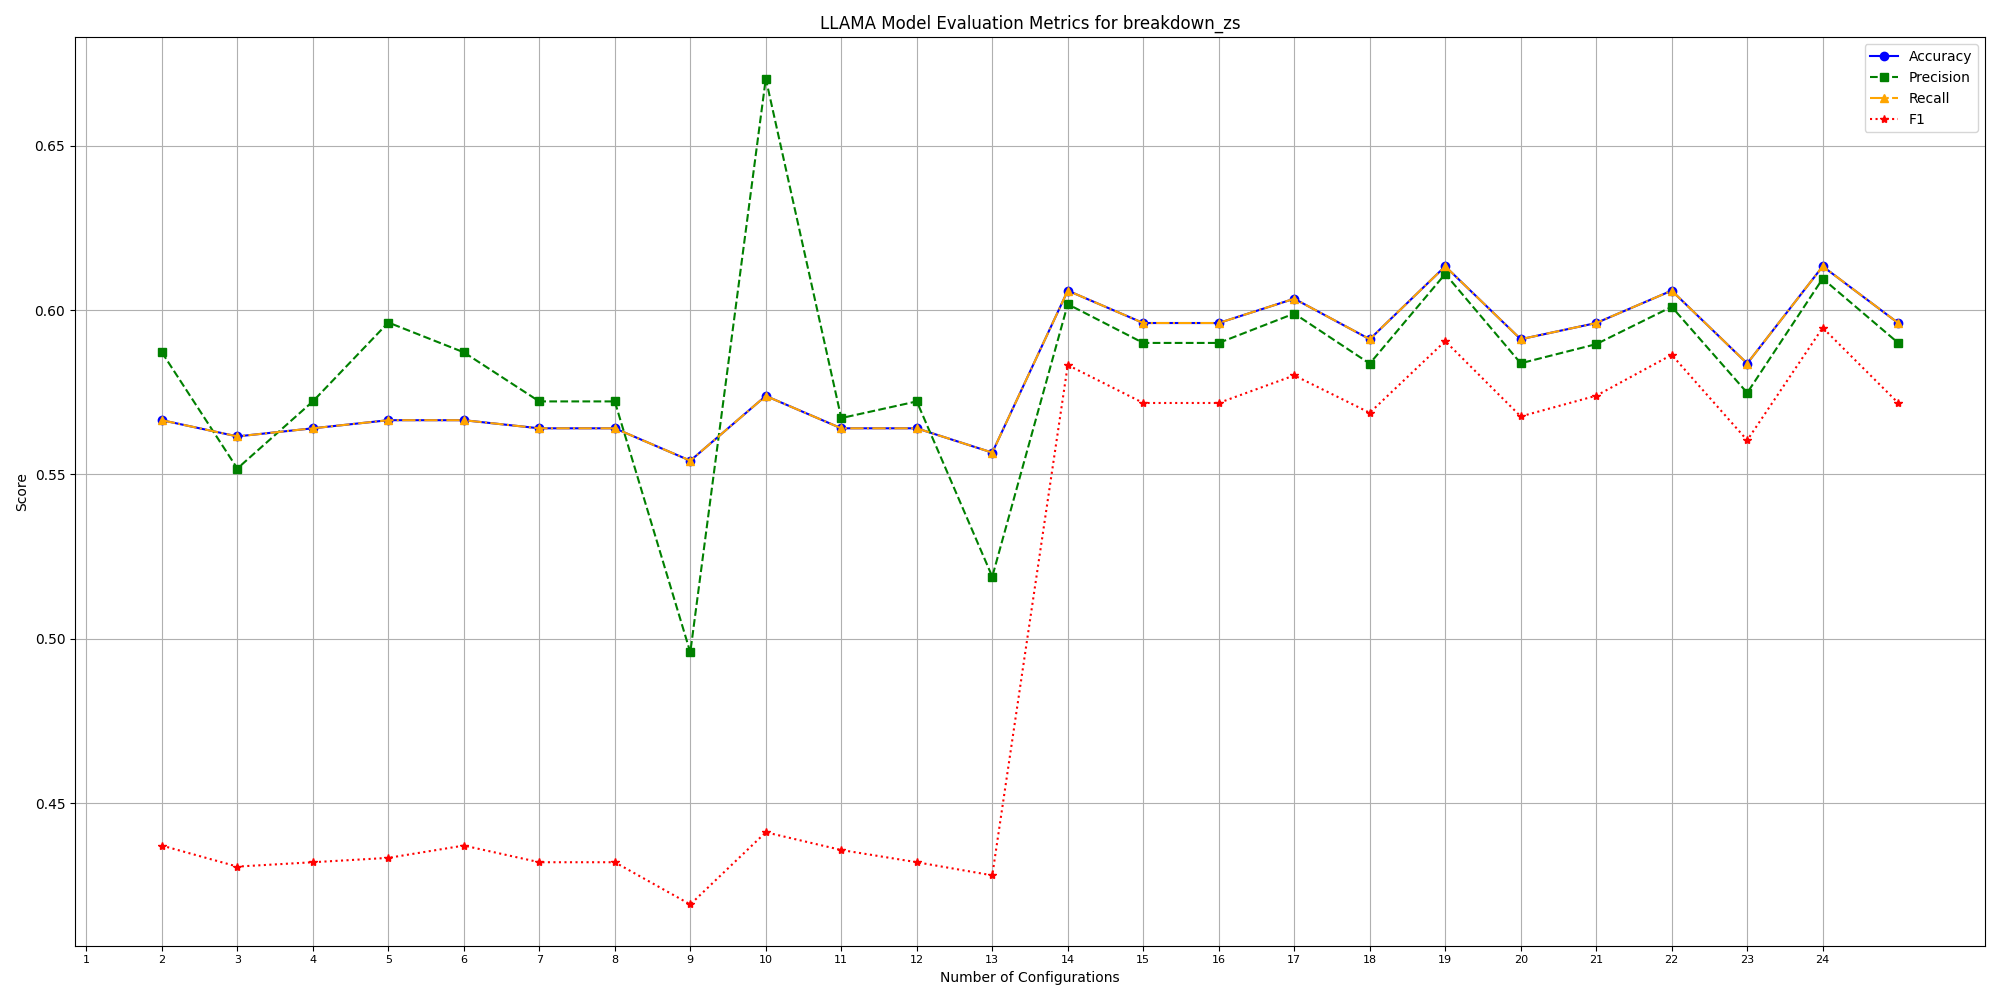 LLAMA Model Evaluation Metrics for breakdown_zs
Accuracy
Precision
Recall
F1
0.65
0.60
0.55
0.50
0.45
Score
1 2 3 4 5 6 7 8 9 10 11 12 13 14 15 16 17 18 19 20 21 22 23 24
Number of Configurations